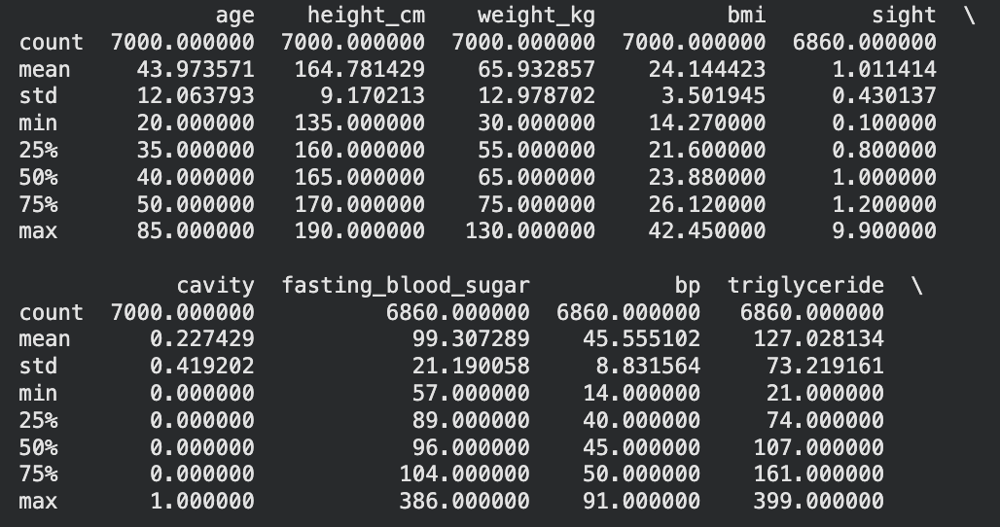 age height_cm weight_kg bmi sight \
count 7000.000000 7000.000000 7000.000000 7000.000000 6860.000000
mean 43.973571 164.781429 65.932857 24.144423 1.011414
std 12.063793 9.170213 12.978702 3.501945 0.430137
min 20.000000 135.000000 30.000000 14.270000 0.100000
25% 35.000000 160.000000 55.000000 21.600000 0.800000
50% 40.000000 165.000000 65.000000 23.880000 1.000000
75% 50.000000 170.000000 75.000000 26.120000 1.200000
max 85.000000 190.000000 130.000000 42.450000 9.900000
cavity fasting_blood_sugar bp triglyceride \
count 7000.000000 6860.000000 6860.000000 6860.000000
mean 0.227429 99.307289 45.555102 127.028134
std 0.419202 21.190058 8.831564 73.219161
min 0.000000 57.000000 14.000000 21.000000
25% 0.000000 89.000000 40.000000 74.000000
50% 0.000000 96.000000 45.000000 107.000000
75% 0.000000 104.000000 50.000000 161.000000
max 1.000000 386.000000 91.000000 399.000000